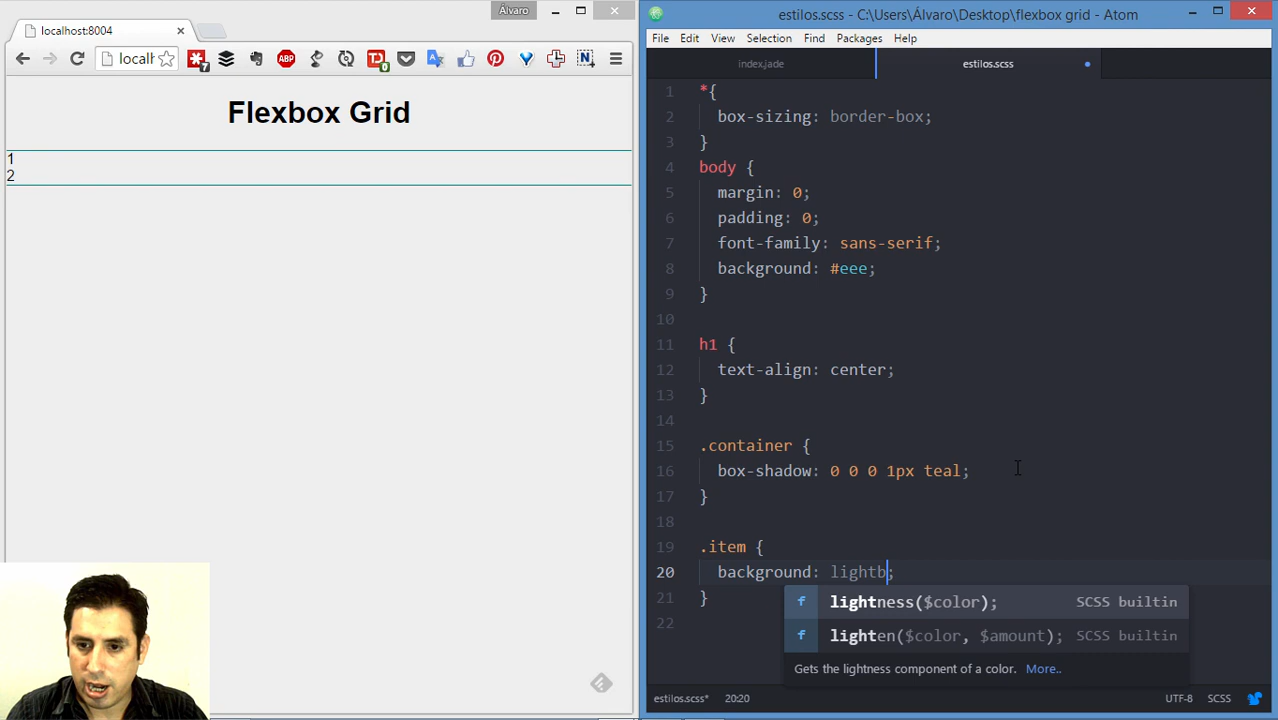 Álvaro
localhost:8004
localh
7
ABP
TD
0
N
Flexbox Grid
1
2
estilos.scss - C:\Users\Álvaro\Desktop\flexbox grid - Atom
File Edit View Selection Find Packages Help
index.jade
estilos.scss
1 *{
2 box-sizing: border-box;
3 }
4 body {
5 margin: 0;
6 padding: 0;
7 font-family: sans-serif;
8 background: #eee;
9 }
10
11 h1 {
12 text-align: center;
13 }
14
15 .container {
16 box-shadow: 0 0 0 1px teal;
17 }
18
19 .item {
20 background: lightb;
21 }
22
f lightness($color); SCSS builtin
f lighten($color, $amount); SCSS builtin
Gets the lightness component of a color. More..
estilos.scss* 20:20 UTF-8 SCSS